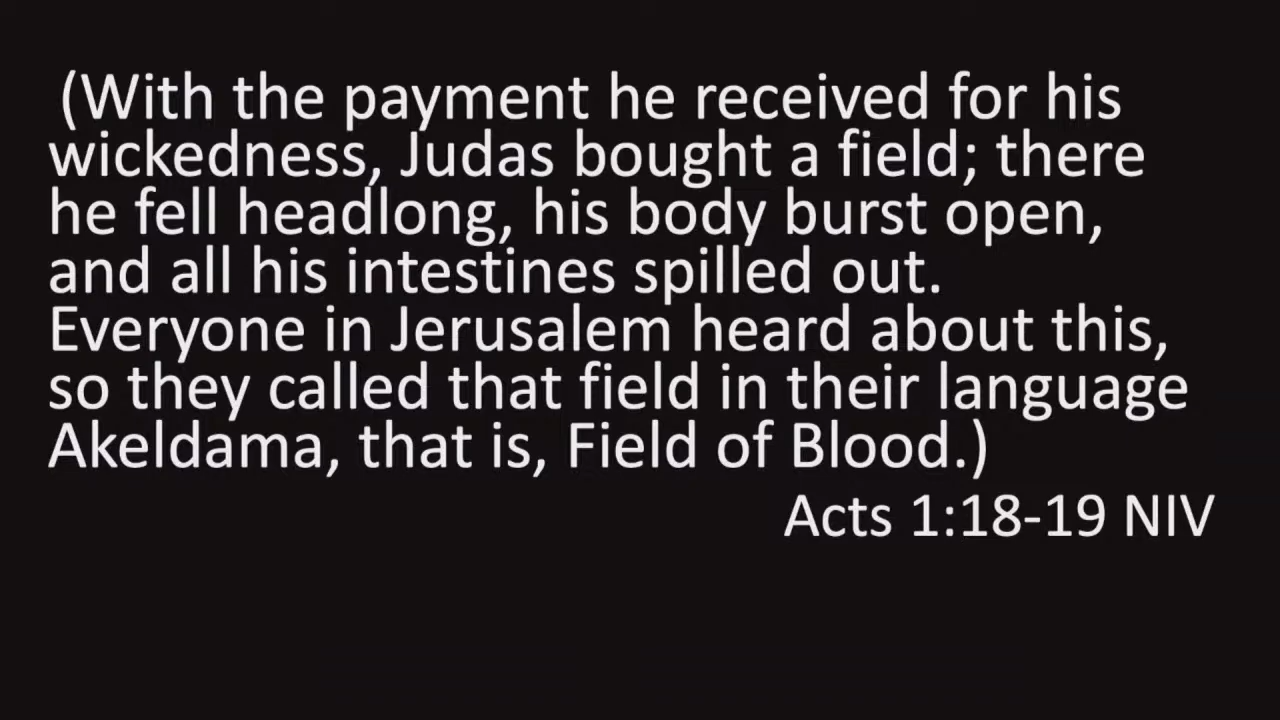 (With the payment he received for his
wickedness, Judas bought a field; there
he fell headlong, his body burst open,
and all his intestines spilled out.
Everyone in Jerusalem heard about this,
so they called that field in their language
Akeldama, that is, Field of Blood.)
Acts 1:18-19 NIV